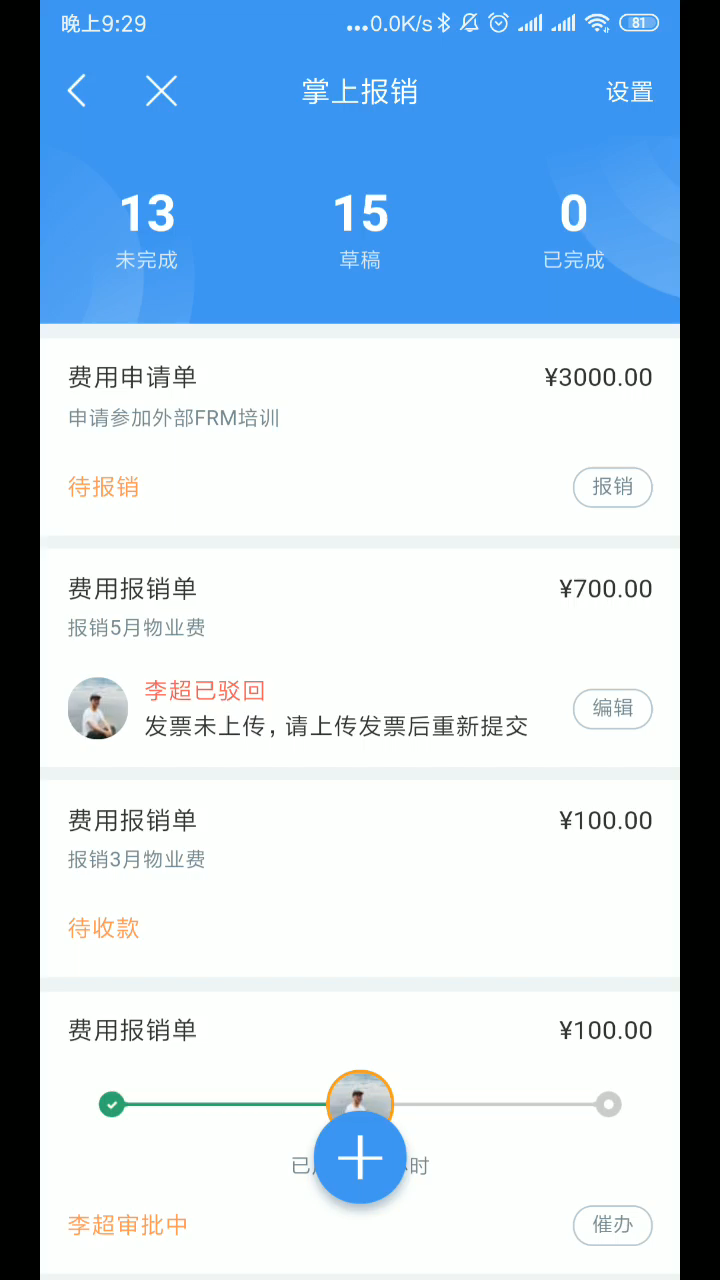 晚上9:29
...0.0K/s
81
掌上报销
设置
13
15
0
未完成
草稿
已完成
费用申请单
¥3000.00
申请参加外部FRM培训
待报销
报销
费用报销单
¥700.00
报销5月物业费
李超已驳回
发票未上传,请上传发票后重新提交
编辑
费用报销单
¥100.00
报销3月物业费
待收款
费用报销单
¥100.00
已
时
李超审批中
催办